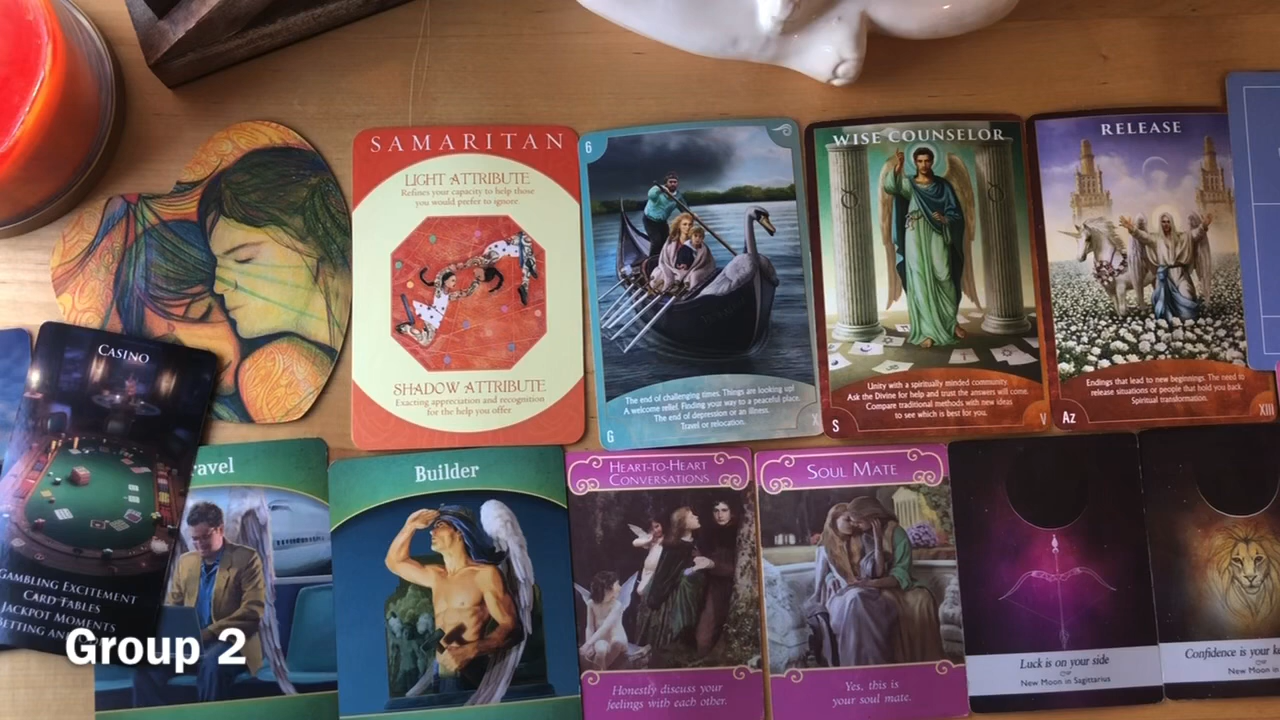 SAMARITAN
LIGHT ATTRIBUTE
Refines your capacity to help those
you would prefer to ignore.
SHADOW ATTRIBUTE
Exacting appreciation and recognition
for the help you offer
6
The end of challenging times. Things are looking up!
A welcome relief. Finding your way to a peaceful place.
The end of depression or an illness.
Travel or relocation.
G
X
WISE COUNSELOR
Unity with a spiritually minded community.
Ask the Divine for help and trust the answers will come.
Compare traditional methods with new ideas
to see which is best for you.
S
V
RELEASE
Endings that lead to new beginnings. The need to
release situations or people that hold you back.
Spiritual transformation.
Az
XIII
CASINO
GAMBLING EXCITEMENT
CARD TABLES
JACKPOT MOMENTS
BETTING
ravel
Builder
HEART-TO-HEART
CONVERSATIONS
Honestly discuss your
feelings with each other.
SOUL MATE
Yes, this is
your soul mate.
Luck is on your side
New Moon in Sagittarius
Confidence is your
New Moon in
Group 2